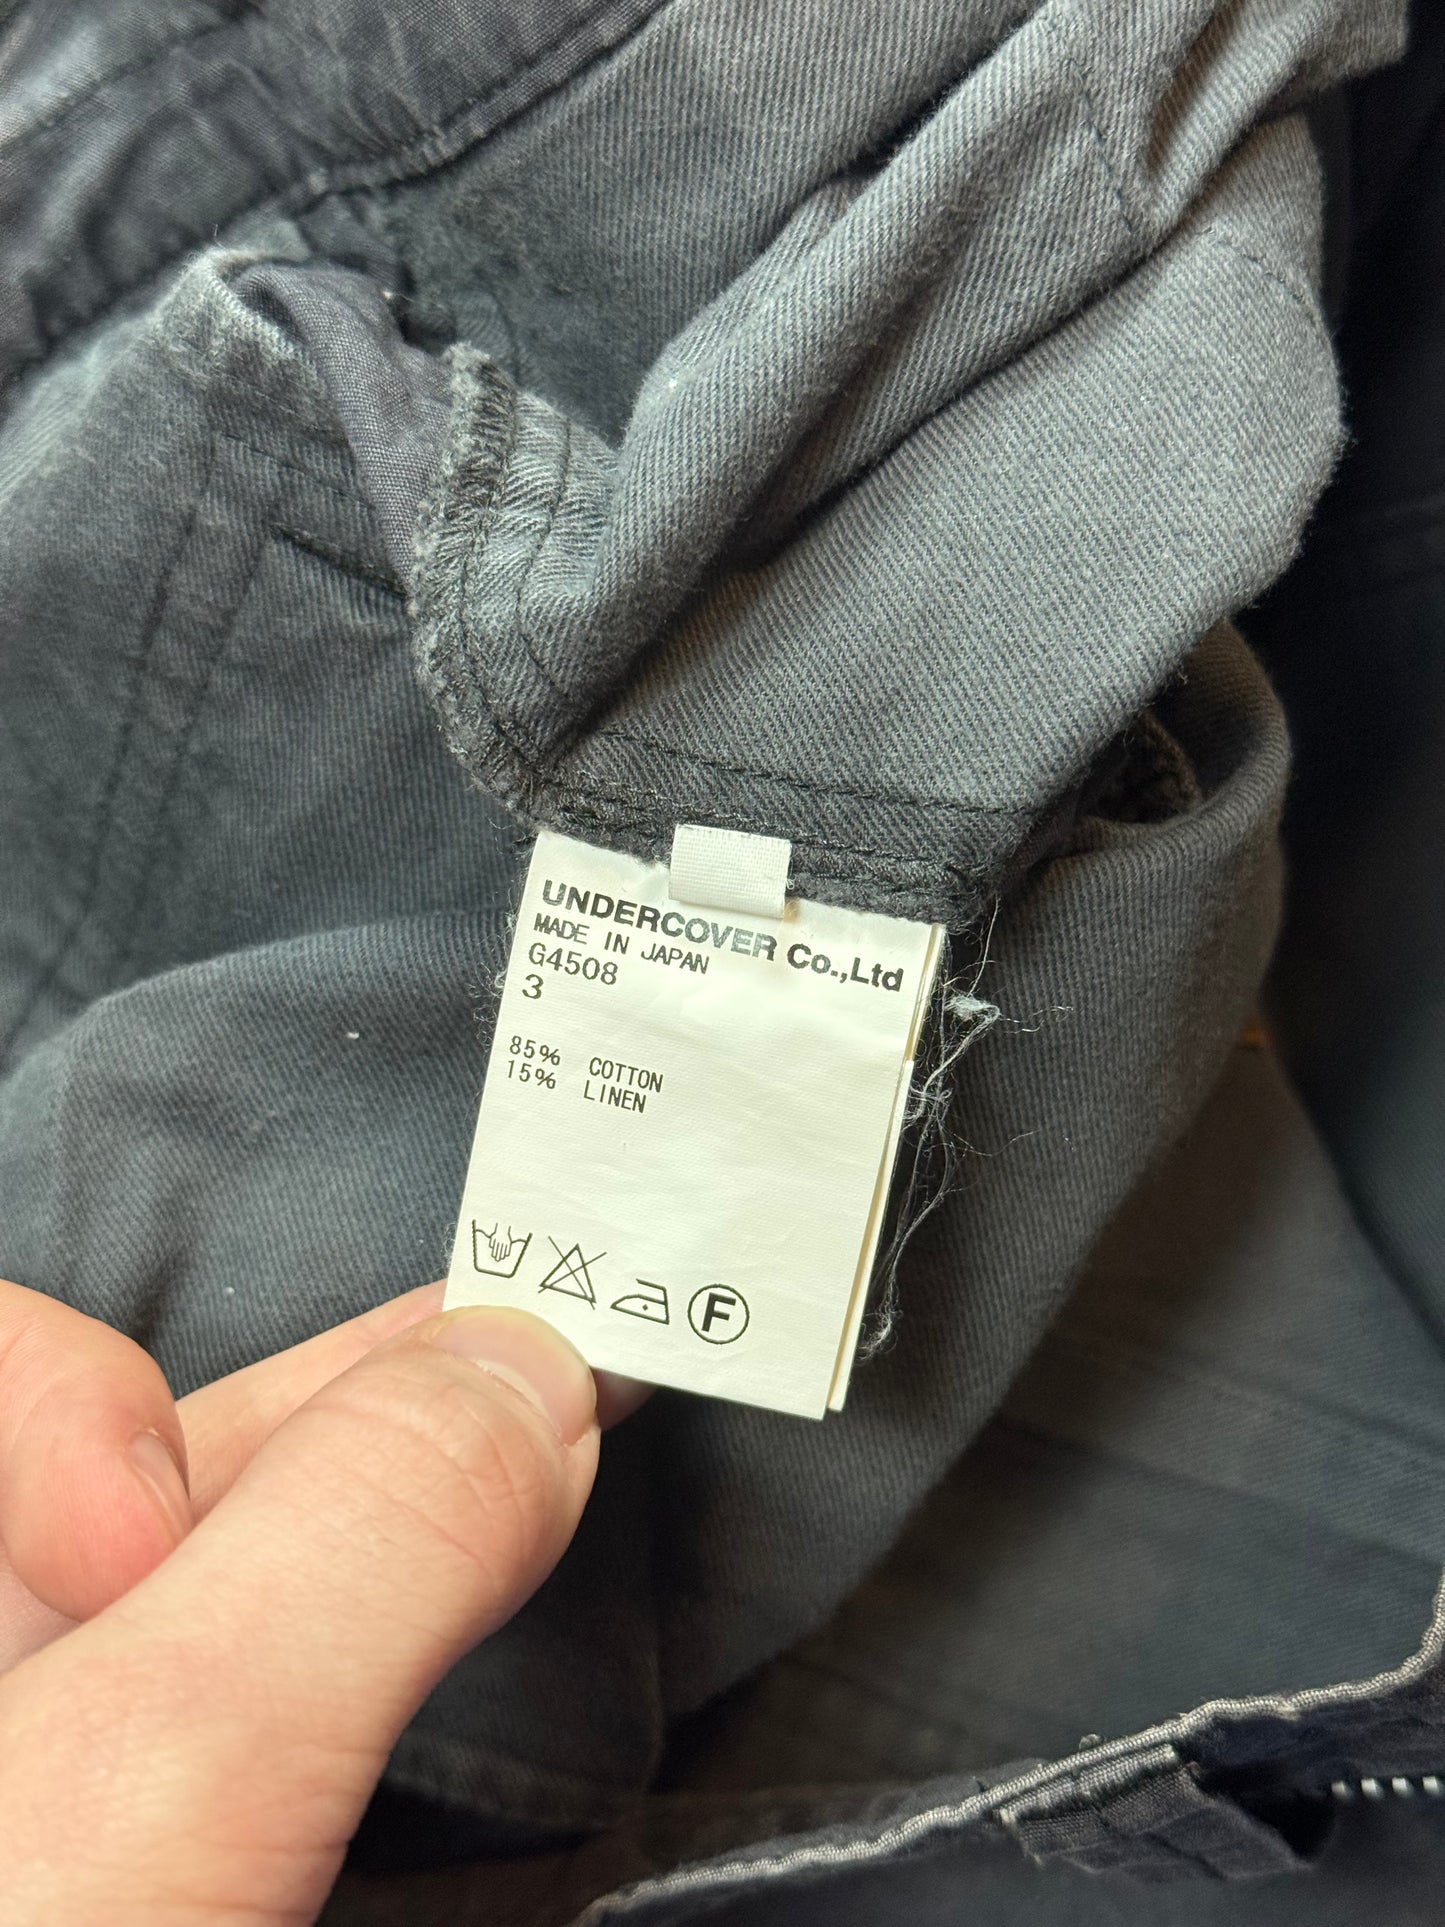 UNDERCOVER Co.,Ltd
MADE IN JAPAN
G4508
3
85% COTTON
15% LINEN
F